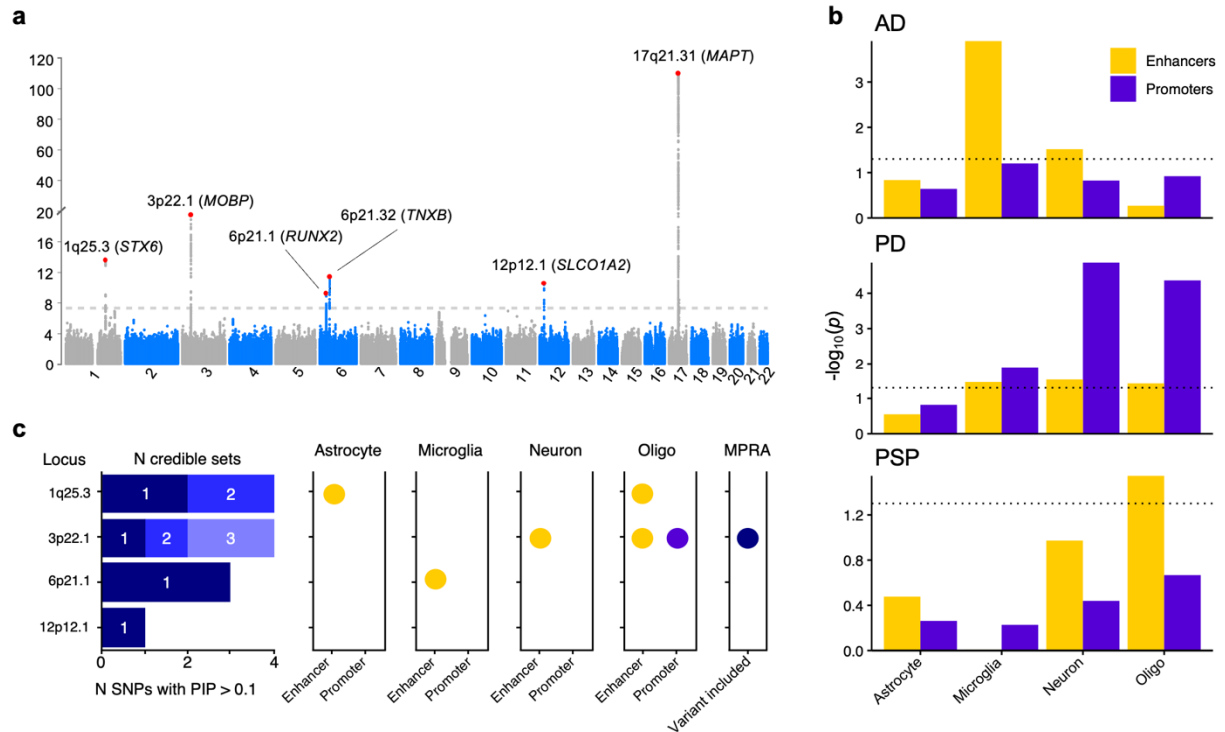 a
120
100
80
60
40
20
16
12
8
4
0
17q21.31 (MAPT)
3p22.1 (MOBP)
6p21.32 (TNXB)
6p21.1 (RUNX2)
1q25.3 (STX6)
12p12.1 (SLCO1A2)
1 2 3 4 5 6 7 8 9 10 11 12 13 14 15 16 17 18 19 20 21 22
b
AD
Enhancers
Promoters
3
2
1
0
PD
4
3
2
1
0
-log10(p)
PSP
1.2
0.8
0.4
0.0
Astrocyte Microglia Neuron Oligo
c
Locus N credible sets Astrocyte Microglia Neuron Oligo MPRA
1q25.3 1 2
3p22.1 1 2 3
6p21.1 1
12p12.1 1
0 2 4
N SNPs with PIP > 0.1
Enhancer Promoter Enhancer Promoter Enhancer Promoter Enhancer Promoter Variant included